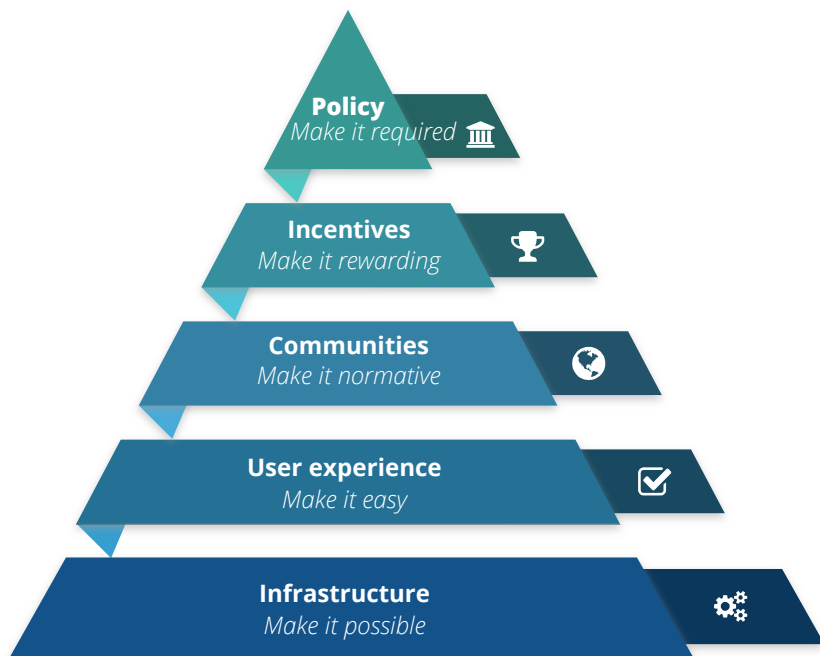 Policy
Make it required
Incentives
Make it rewarding
Communities
Make it normative
User experience
Make it easy
Infrastructure
Make it possible